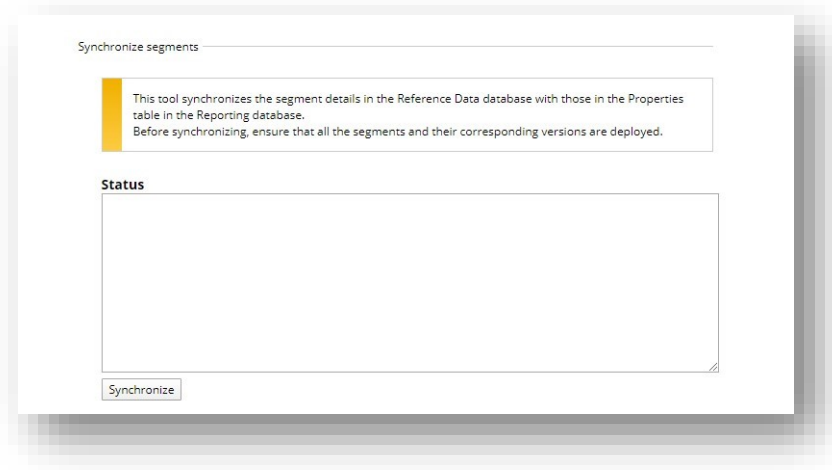 Synchronize segments
This tool synchronizes the segment details in the Reference Data database with those in the Properties
table in the Reporting database.
Before synchronizing, ensure that all the segments and their corresponding versions are deployed.
Status
Synchronize